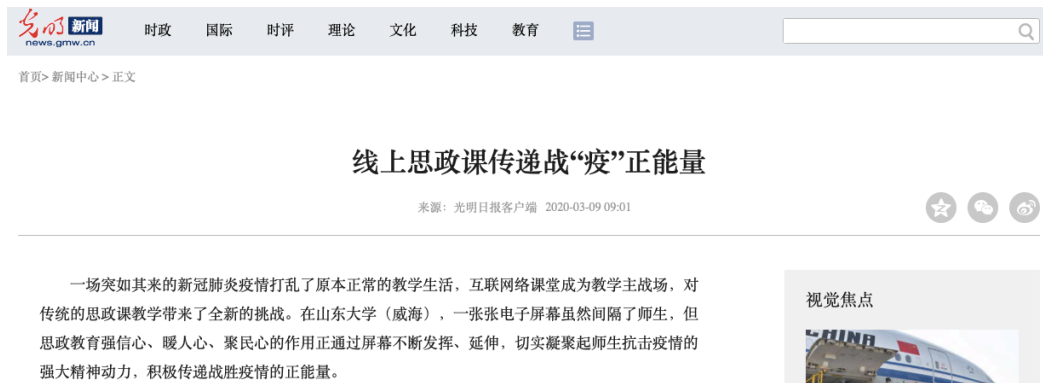 光明 新闻
news.gmw.cn
时政 国际 时评 理论 文化 科技 教育
首页> 新闻中心 > 正文
线上思政课传递战“疫”正能量
来源：光明日报客户端 2020-03-09 09:01
一场突如其来的新冠肺炎疫情打乱了原本正常的教学生活，互联网络课堂成为教学主战场，对
传统的思政课教学带来了全新的挑战。在山东大学（威海），一张张电子屏幕虽然间隔了师生，但
思政教育强信心、暖人心、聚民心的作用正通过屏幕不断发挥、延伸，切实凝聚起师生抗击疫情的
强大精神动力，积极传递战胜疫情的正能量。
视觉焦点
CHINA